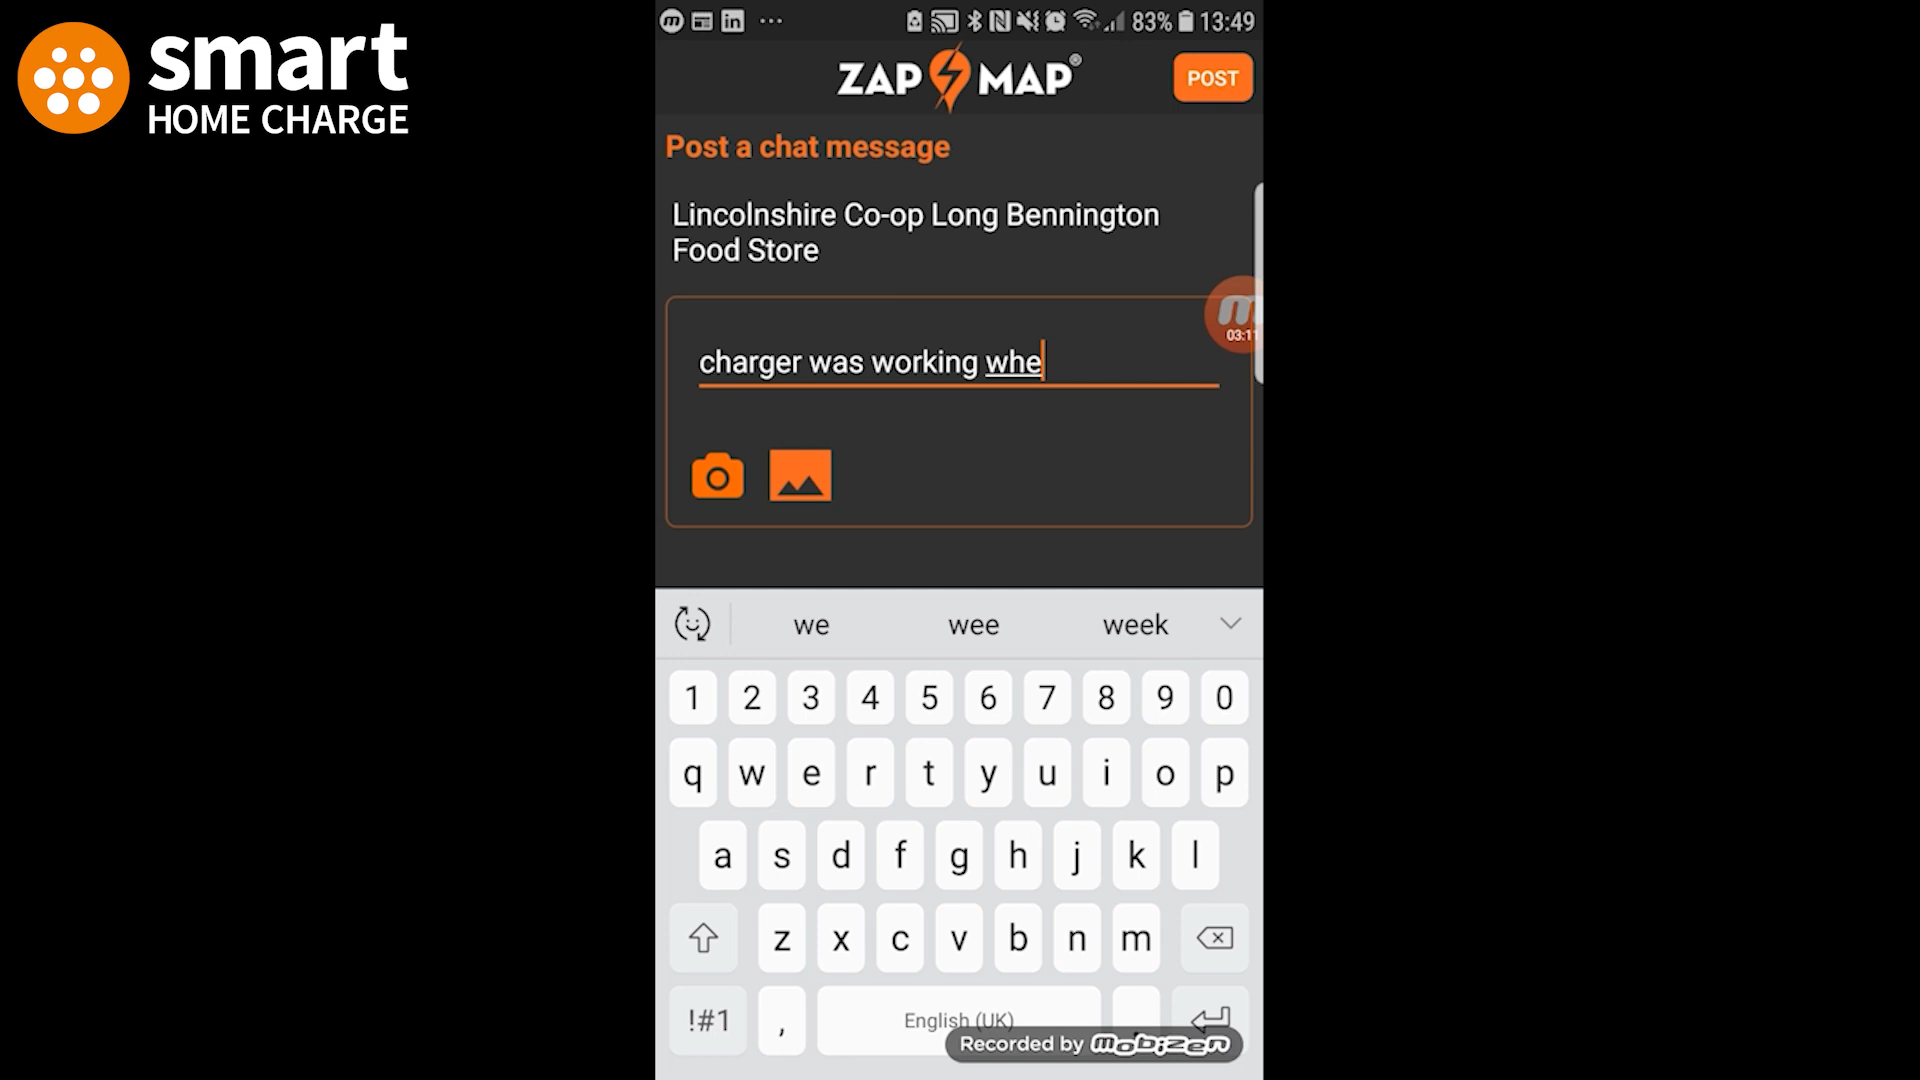 smart
HOME CHARGE
83% 13:49
ZAP MAP®
POST
Post a chat message
Lincolnshire Co-op Long Bennington
Food Store
03:11
charger was working whe
we wee week
1 2 3 4 5 6 7 8 9 0
q w e r t y u i o p
a s d f g h j k l
z x c v b n m
!#1 , English (UK)
Recorded by mobizen